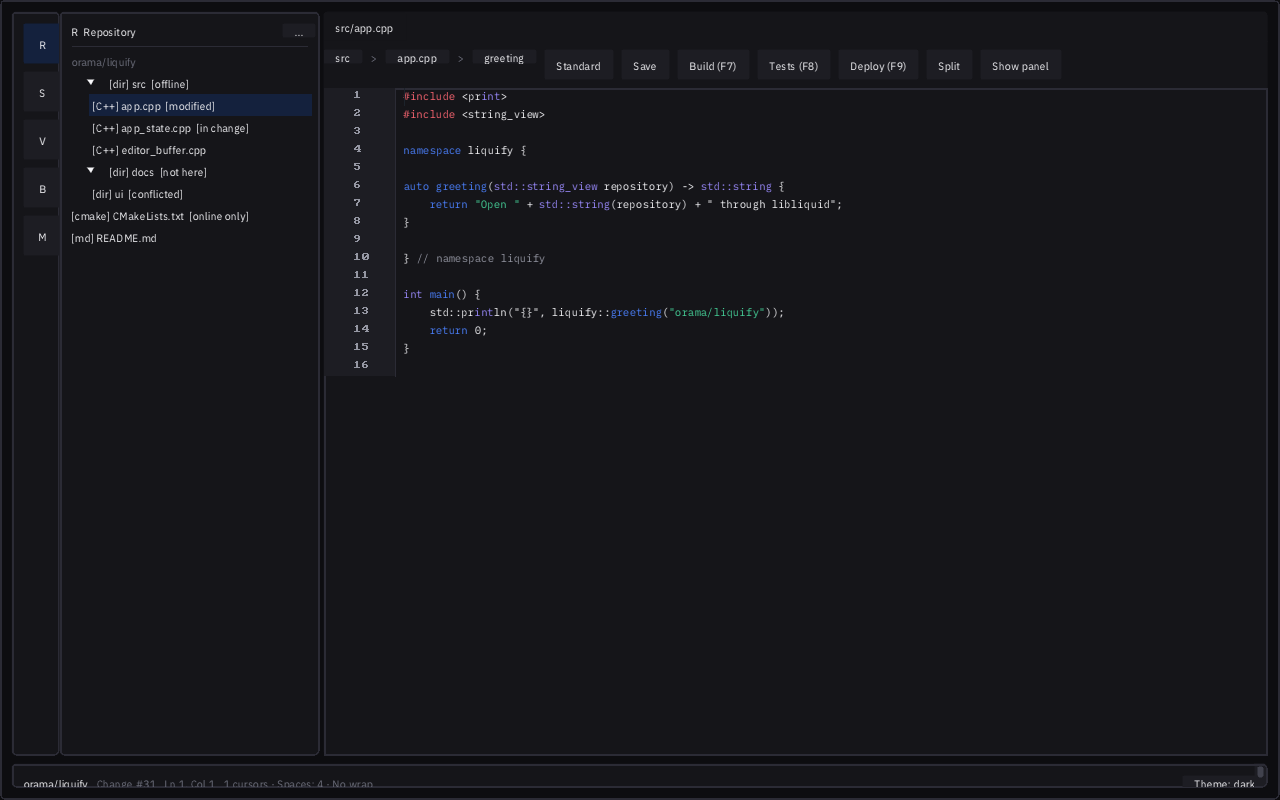 R
S
V
B
M
R Repository ...
orama/liquify
▼ [dir] src [offline]
[C++] app.cpp [modified]
[C++] app_state.cpp [in change]
[C++] editor_buffer.cpp
▼ [dir] docs [not here]
[dir] ui [conflicted]
[cmake] CMakeLists.txt [online only]
[md] README.md
src/app.cpp
src > app.cpp > greeting Standard Save Build (F7) Tests (F8) Deploy (F9) Split Show panel
1 #include <print>
2 #include <string_view>
3
4 namespace liquify {
5
6 auto greeting(std::string_view repository) -> std::string {
7     return "Open " + std::string(repository) + " through libliquid";
8 }
9
10 } // namespace liquify
11
12 int main() {
13     std::println("{}", liquify::greeting("orama/liquify"));
14     return 0;
15 }
16
orama/liquify Change #31 Ln 1, Col 1 1 cursors · Spaces: 4 · No wrap Theme: dark